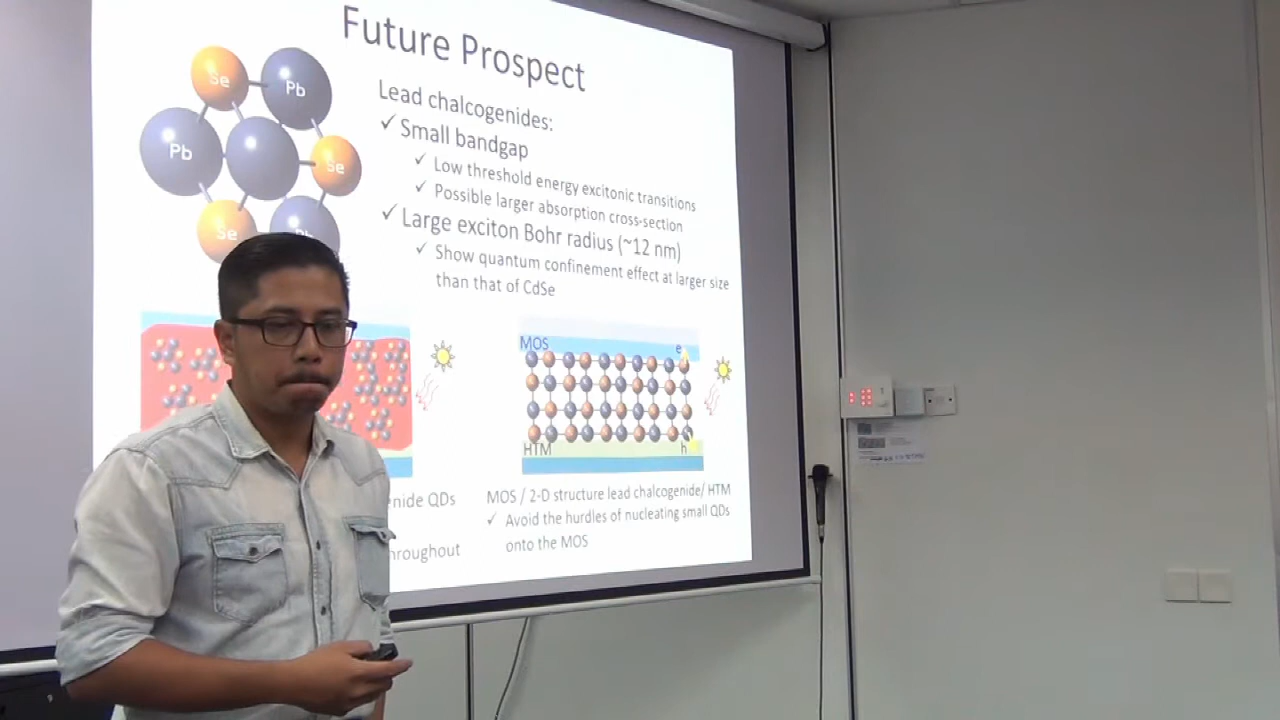 Future Prospect
Se
Pb
Pb
Se
Se
Pb
Lead chalcogenides:
✓ Small bandgap
✓ Low threshold energy excitonic transitions
✓ Possible larger absorption cross-section
✓ Large exciton Bohr radius (~12 nm)
✓ Show quantum confinement effect at larger size
than that of CdSe
MOS
e
HTM
h
enide QDs
hroughout
MOS / 2-D structure lead chalcogenide/ HTM
✓ Avoid the hurdles of nucleating small QDs
onto the MOS